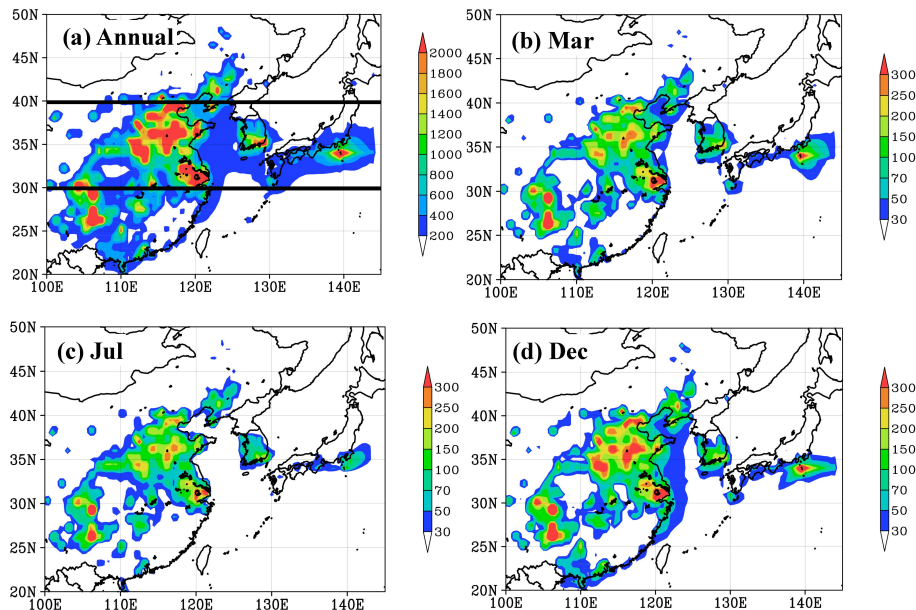 (a) Annual
50N
45N
40N
35N
30N
25N
20N
100E
110E
120E
130E
140E
2000
1800
1600
1400
1200
1000
800
600
400
200
(b) Mar
50N
45N
40N
35N
30N
25N
20N
100E
110E
120E
130E
140E
300
250
200
150
100
70
50
30
(c) Jul
50N
45N
40N
35N
30N
25N
20N
100E
110E
120E
130E
140E
300
250
200
150
100
70
50
30
(d) Dec
50N
45N
40N
35N
30N
25N
20N
100E
110E
120E
130E
140E
300
250
200
150
100
70
50
30